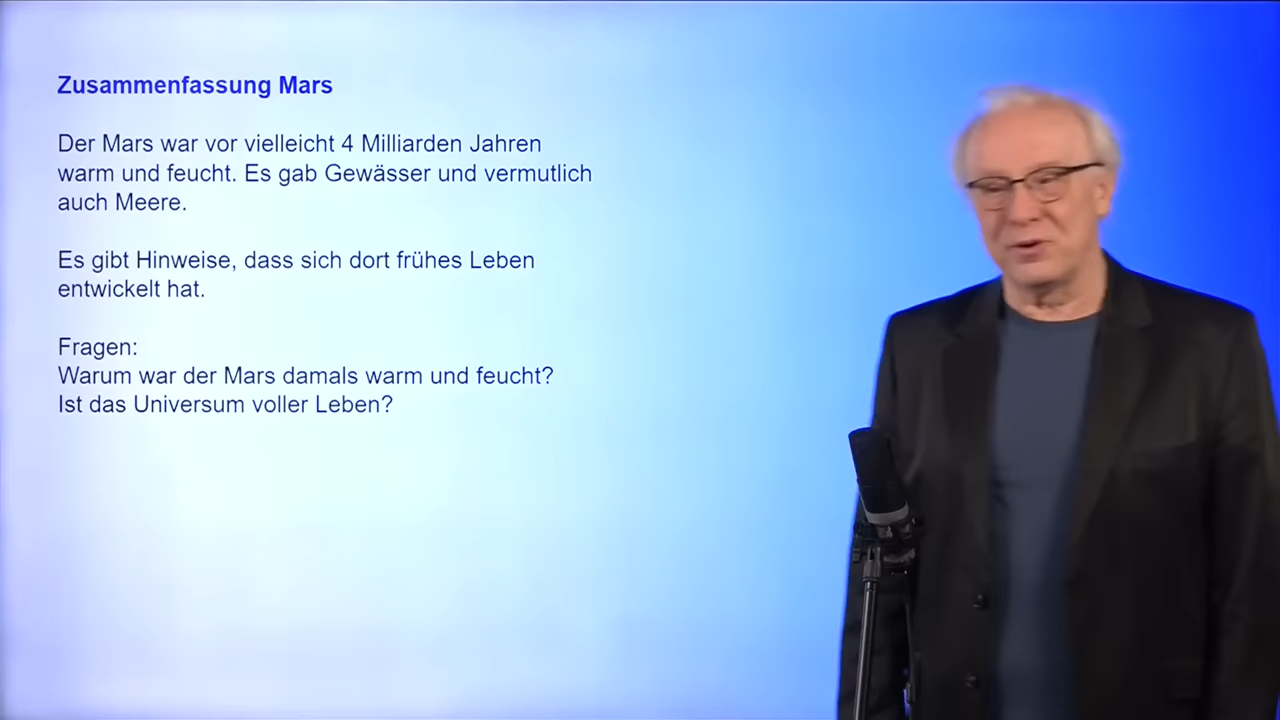 Zusammenfassung Mars
Der Mars war vor vielleicht 4 Milliarden Jahren
warm und feucht. Es gab Gewässer und vermutlich
auch Meere.
Es gibt Hinweise, dass sich dort frühes Leben
entwickelt hat.
Fragen:
Warum war der Mars damals warm und feucht?
Ist das Universum voller Leben?